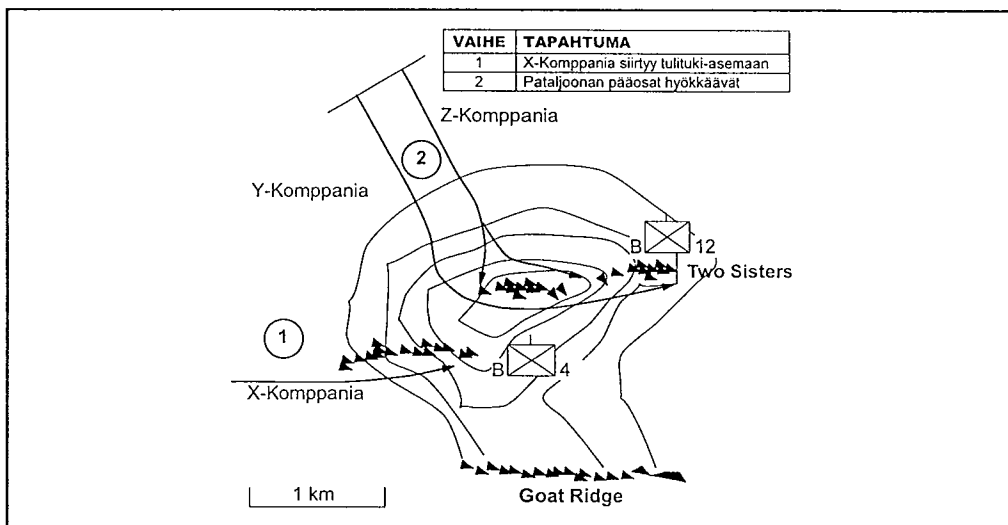 VAIHE TAPAHTUMA
1 X-Komppania siirtyy tulituki-asemaan
2 Pataljoonan pääosat hyökkäävät
Z-Komppania
2
Y-Komppania
B 12
Two Sisters
1
B 4
X-Komppania
1 km
Goat Ridge